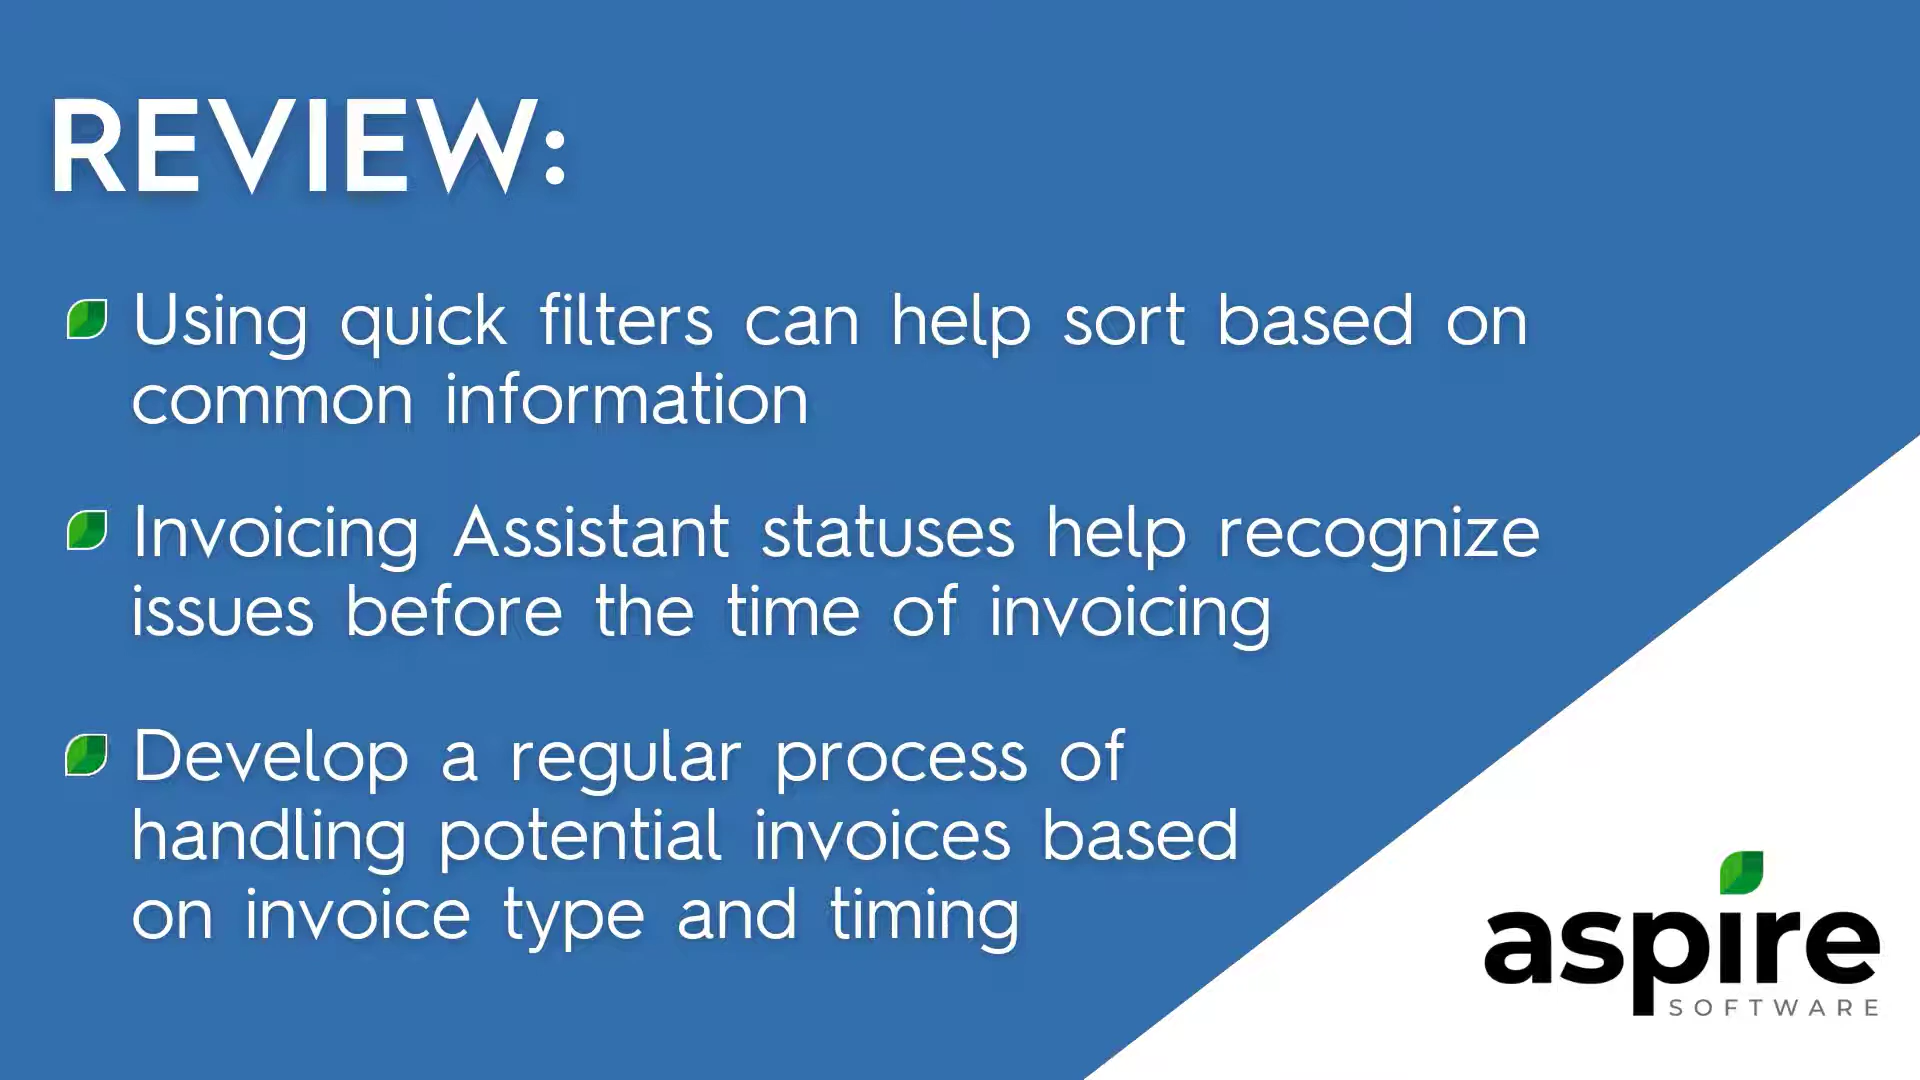 REVIEW:
Using quick filters can help sort based on
common information
Invoicing Assistant statuses help recognize
issues before the time of invoicing
Develop a regular process of
handling potential invoices based
on invoice type and timing
aspire
SOFTWARE